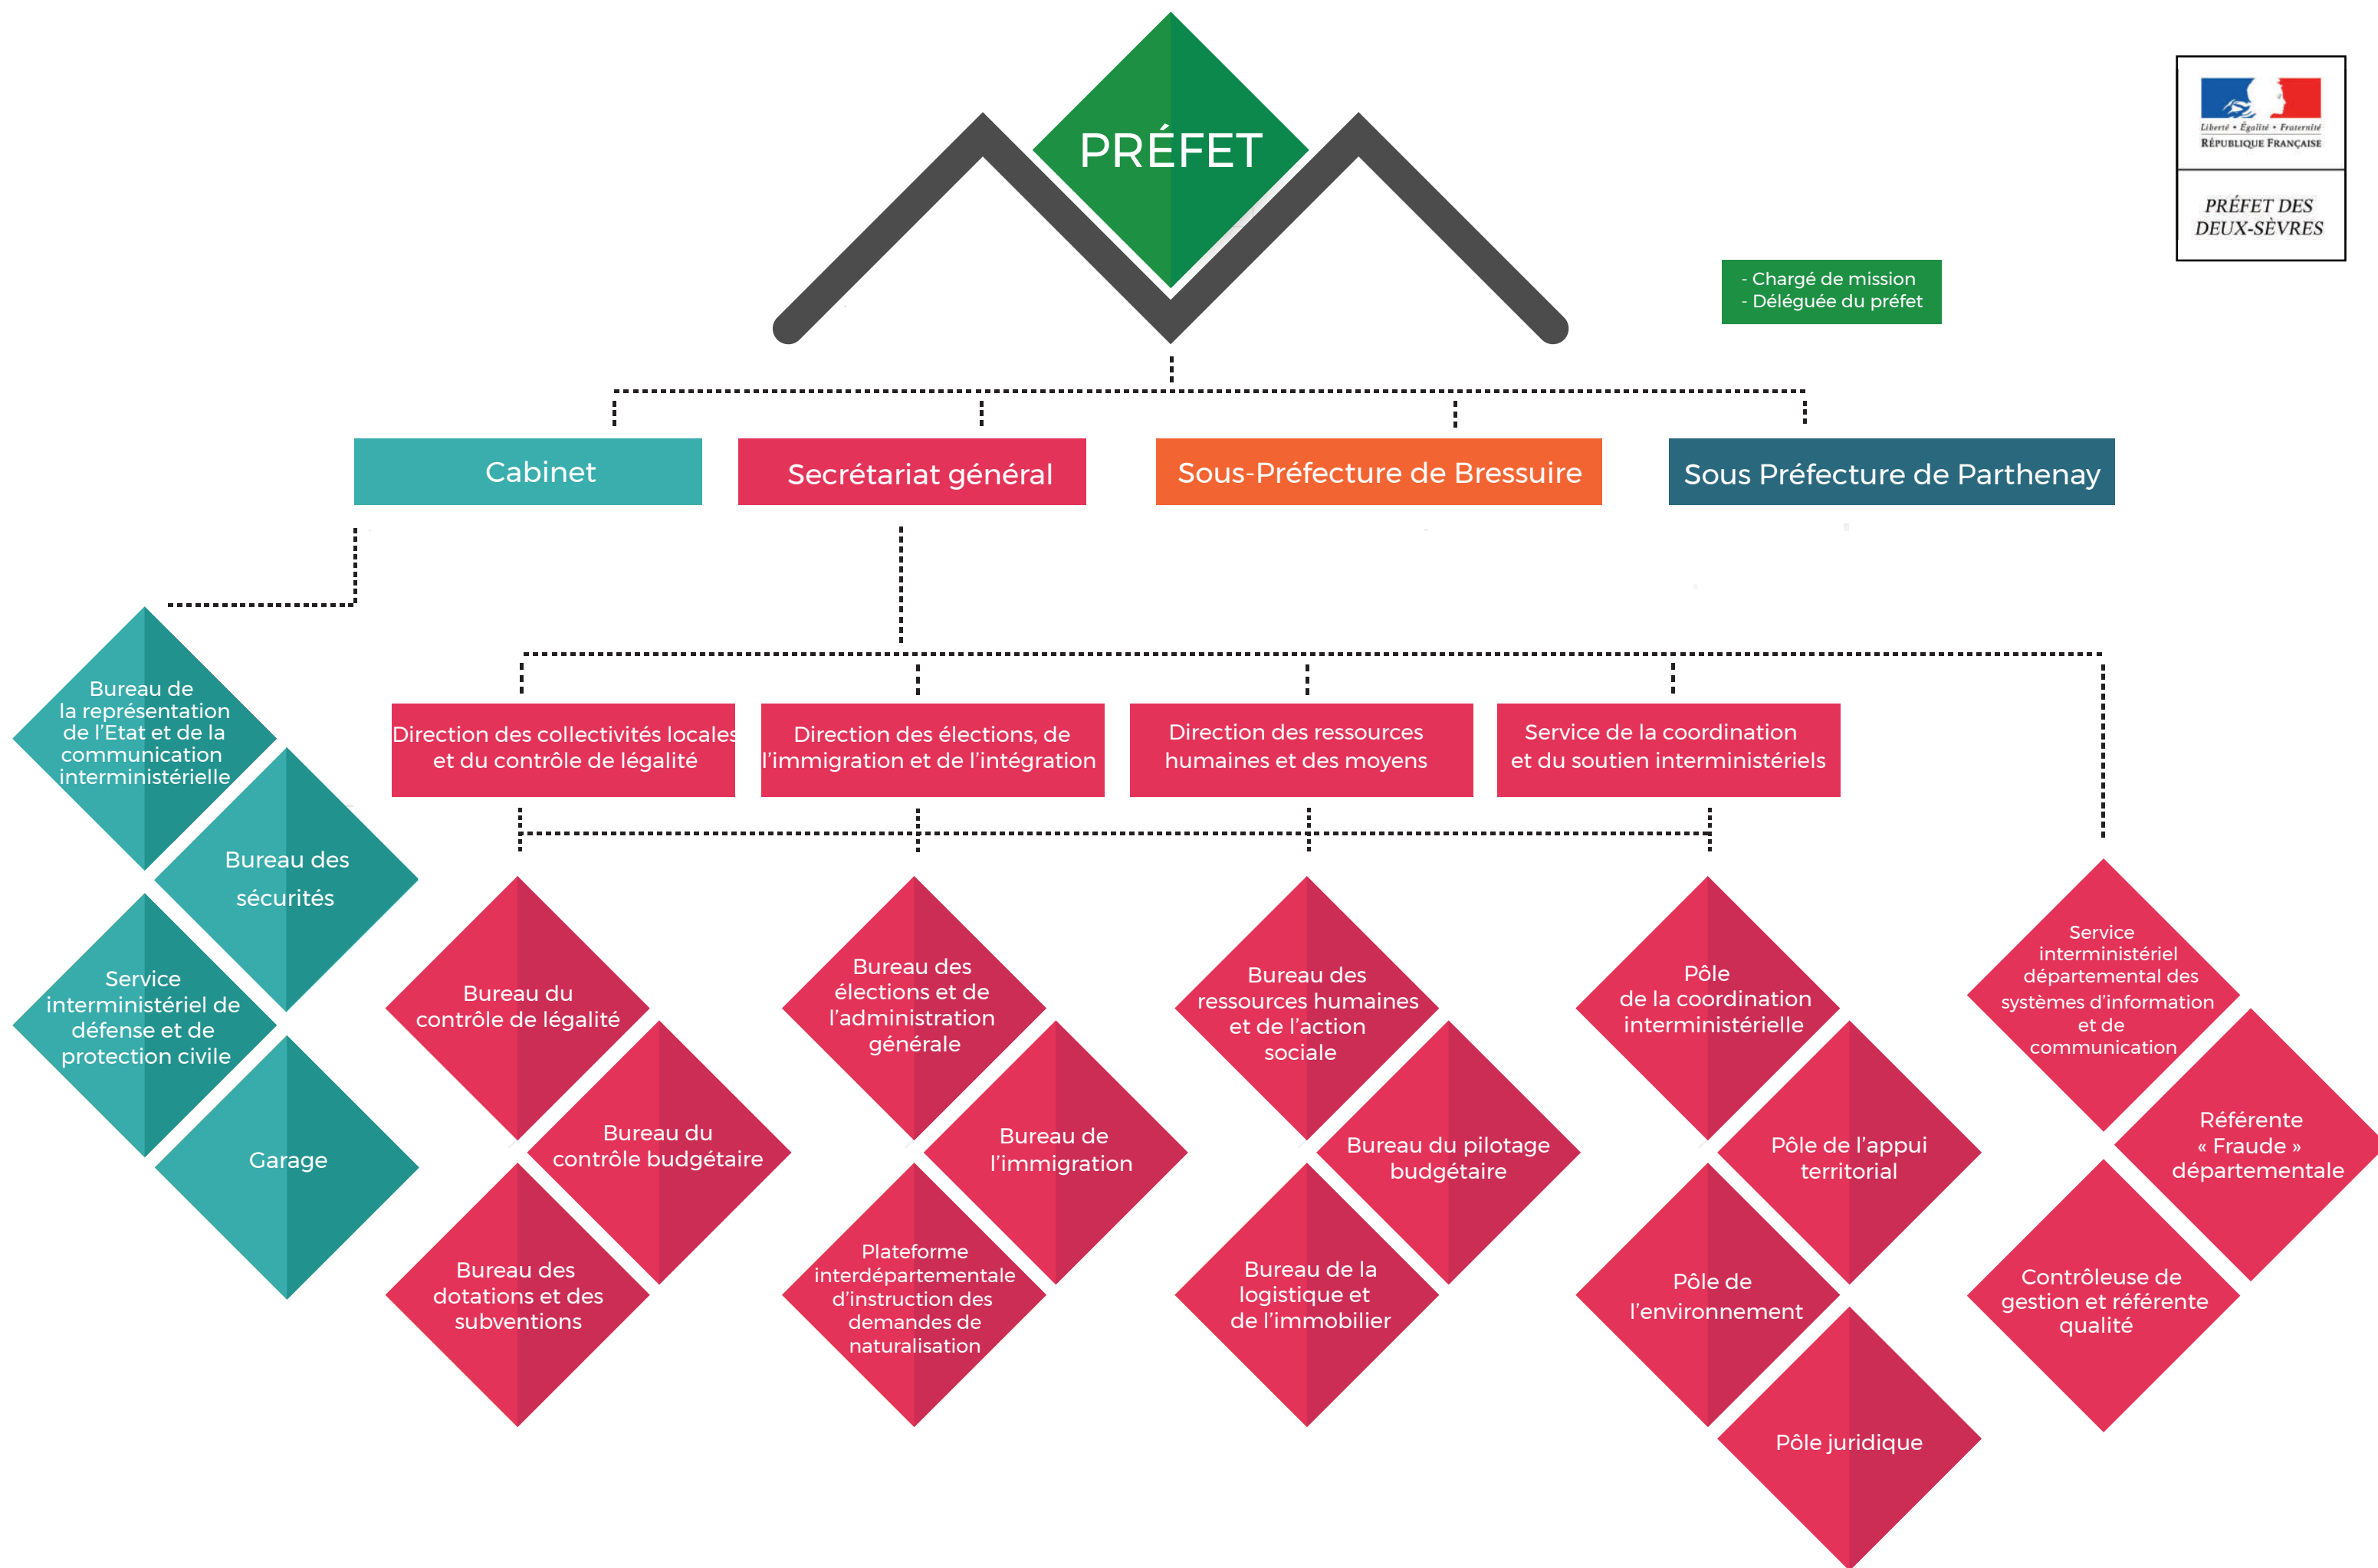 PRÉFET
Liberté • Égalité • Fraternité
RÉPUBLIQUE FRANÇAISE
PRÉFET DES
DEUX-SÈVRES
- Chargé de mission
- Déléguée du préfet
Cabinet
Secrétariat général
Sous-Préfecture de Bressuire
Sous Préfecture de Parthenay
Bureau de
la représentation
de l'Etat et de la
communication
interministérielle
Bureau des
sécurités
Service
interministériel de
défense et de
protection civile
Garage
Direction des collectivités locales
et du contrôle de légalité
Direction des élections, de
l'immigration et de l'intégration
Direction des ressources
humaines et des moyens
Service de la coordination
et du soutien interministériels
Bureau du
contrôle de légalité
Bureau du
contrôle budgétaire
Bureau des
dotations et des
subventions
Bureau des
élections et de
l'administration
générale
Bureau de
l'immigration
Plateforme
interdépartementale
d'instruction des
demandes de
naturalisation
Bureau des
ressources humaines
et de l'action
sociale
Bureau du pilotage
budgétaire
Bureau de la
logistique et
de l'immobilier
Pôle
de la coordination
interministérielle
Pôle de l'appui
territorial
Pôle de
l'environnement
Pôle juridique
Service
interministériel
départemental des
systèmes d'information
et de
communication
Référente
« Fraude »
départementale
Contrôleuse de
gestion et référente
qualité